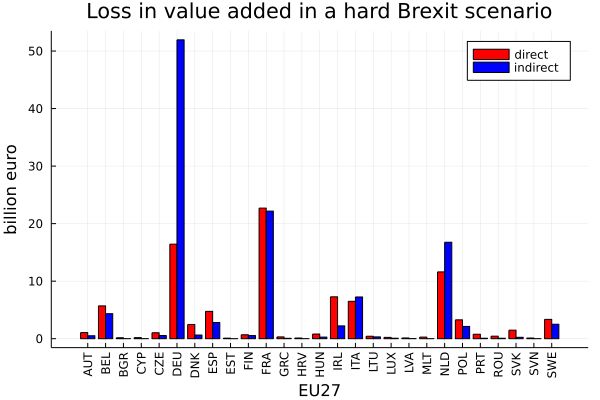 Loss in value added in a hard Brexit scenario
direct
indirect
billion euro
50
40
30
20
10
0
AUT BEL BGR CYP CZE DEU DNK ESP EST FIN FRA GRC HRV HUN IRL ITA LTU LUX LVA MLT NLD POL PRT ROU SVK SVN SWE
EU27